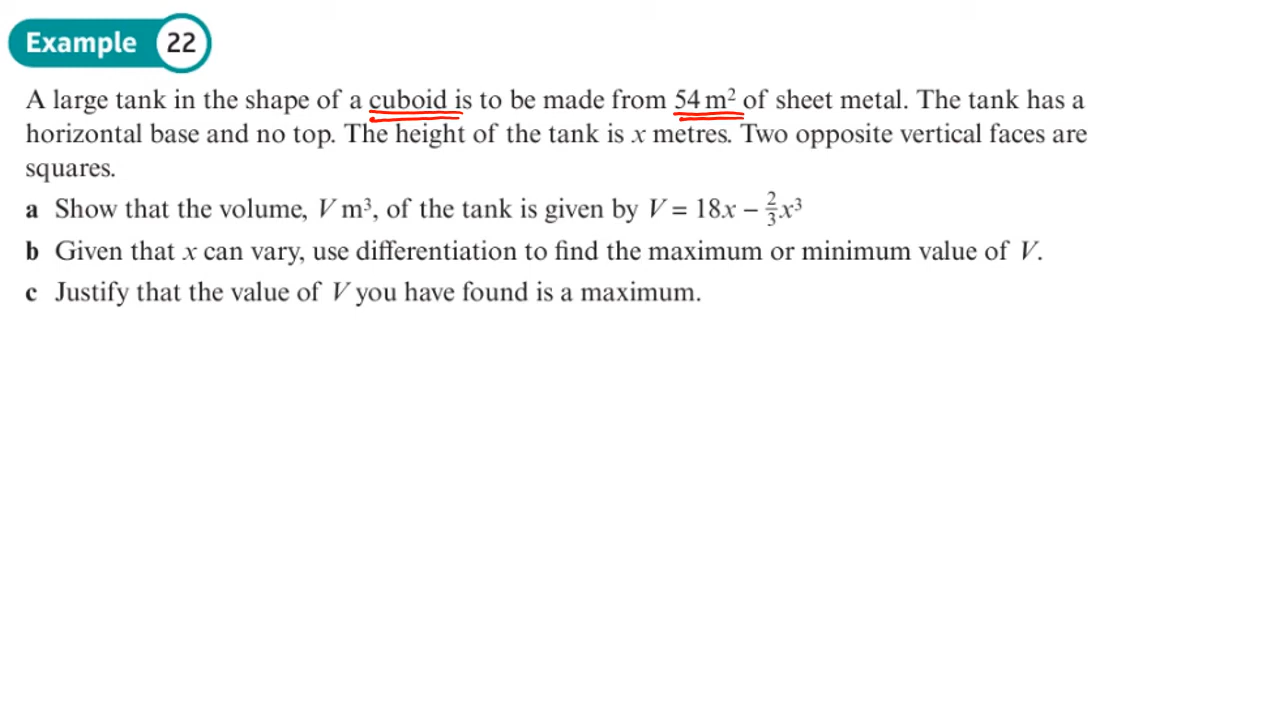 Example 22
A large tank in the shape of a cuboid is to be made from 54 m² of sheet metal. The tank has a
horizontal base and no top. The height of the tank is x metres. Two opposite vertical faces are
squares.
a Show that the volume, V m³, of the tank is given by V = 18x – ⅔x³
b Given that x can vary, use differentiation to find the maximum or minimum value of V.
c Justify that the value of V you have found is a maximum.